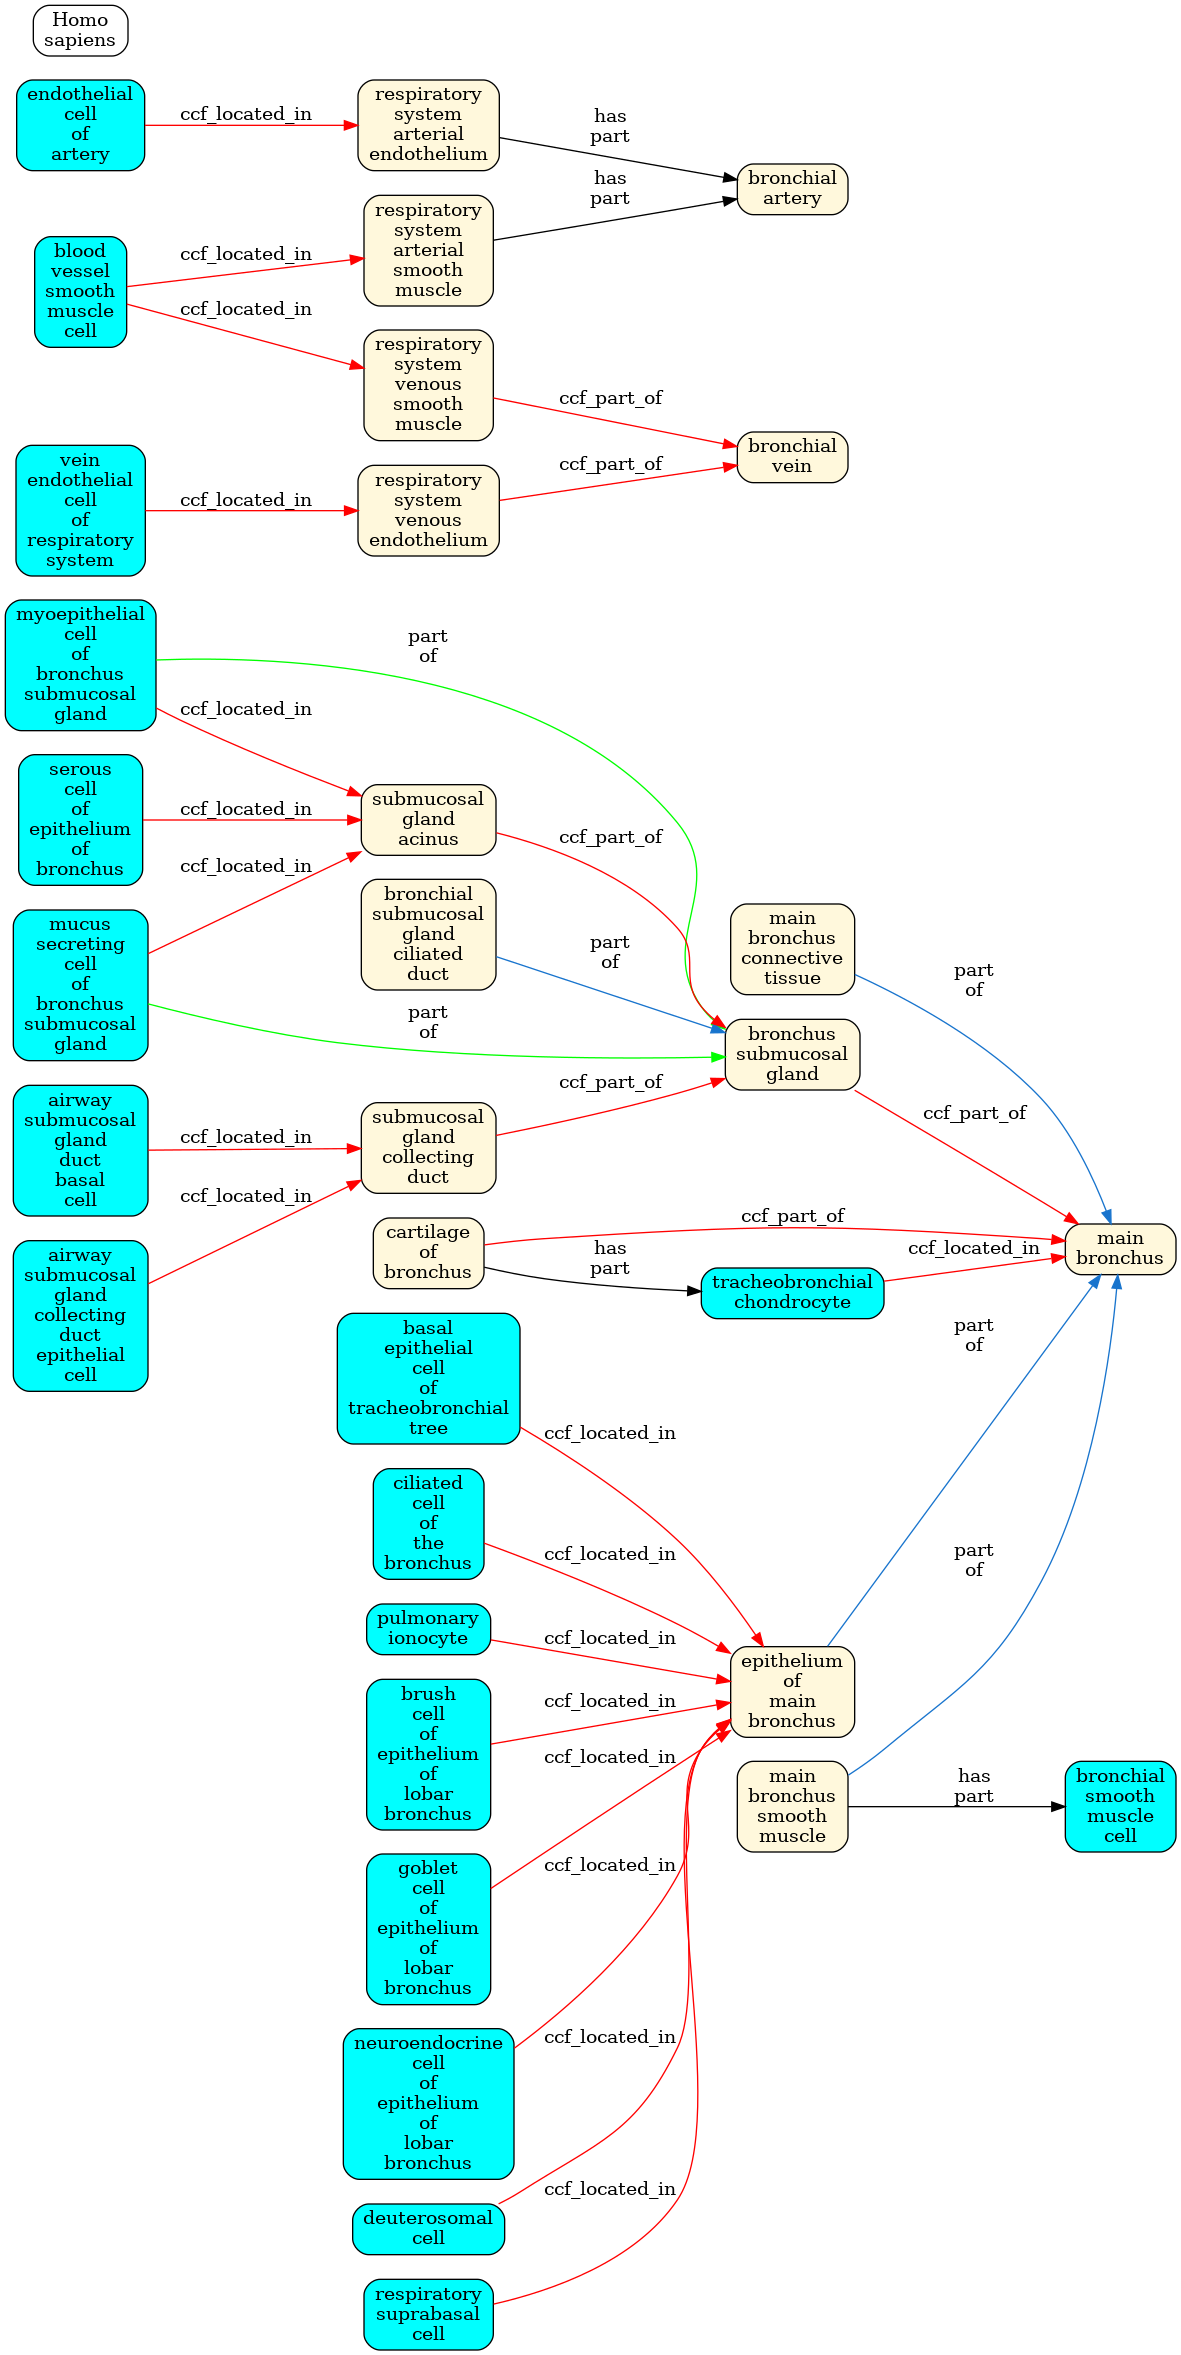 Homo
sapiens
endothelial
cell
of
artery
ccf_located_in
respiratory
system
arterial
endothelium
has
part
bronchial
artery
blood
vessel
smooth
muscle
cell
ccf_located_in
ccf_located_in
respiratory
system
arterial
smooth
muscle
has
part
respiratory
system
venous
smooth
muscle
ccf_part_of
bronchial
vein
vein
endothelial
cell
of
respiratory
system
ccf_located_in
respiratory
system
venous
endothelium
ccf_part_of
myoepithelial
cell
of
bronchus
submucosal
gland
part
of
ccf_located_in
serous
cell
of
epithelium
of
bronchus
ccf_located_in
submucosal
gland
acinus
ccf_part_of
mucus
secreting
cell
of
bronchus
submucosal
gland
ccf_located_in
part
of
bronchial
submucosal
gland
ciliated
duct
part
of
main
bronchus
connective
tissue
part
of
bronchus
submucosal
gland
ccf_part_of
airway
submucosal
gland
duct
basal
cell
ccf_located_in
submucosal
gland
collecting
duct
ccf_part_of
airway
submucosal
gland
collecting
duct
epithelial
cell
ccf_located_in
cartilage
of
bronchus
ccf_part_of
has
part
tracheobronchial
chondrocyte
ccf_located_in
main
bronchus
basal
epithelial
cell
of
tracheobronchial
tree
ccf_located_in
part
of
ciliated
cell
of
the
bronchus
ccf_located_in
part
of
pulmonary
ionocyte
ccf_located_in
epithelium
of
main
bronchus
brush
cell
of
epithelium
of
lobar
bronchus
ccf_located_in
main
bronchus
smooth
muscle
has
part
bronchial
smooth
muscle
cell
goblet
cell
of
epithelium
of
lobar
bronchus
ccf_located_in
neuroendocrine
cell
of
epithelium
of
lobar
bronchus
ccf_located_in
deuterosomal
cell
ccf_located_in
respiratory
suprabasal
cell
ccf_located_in